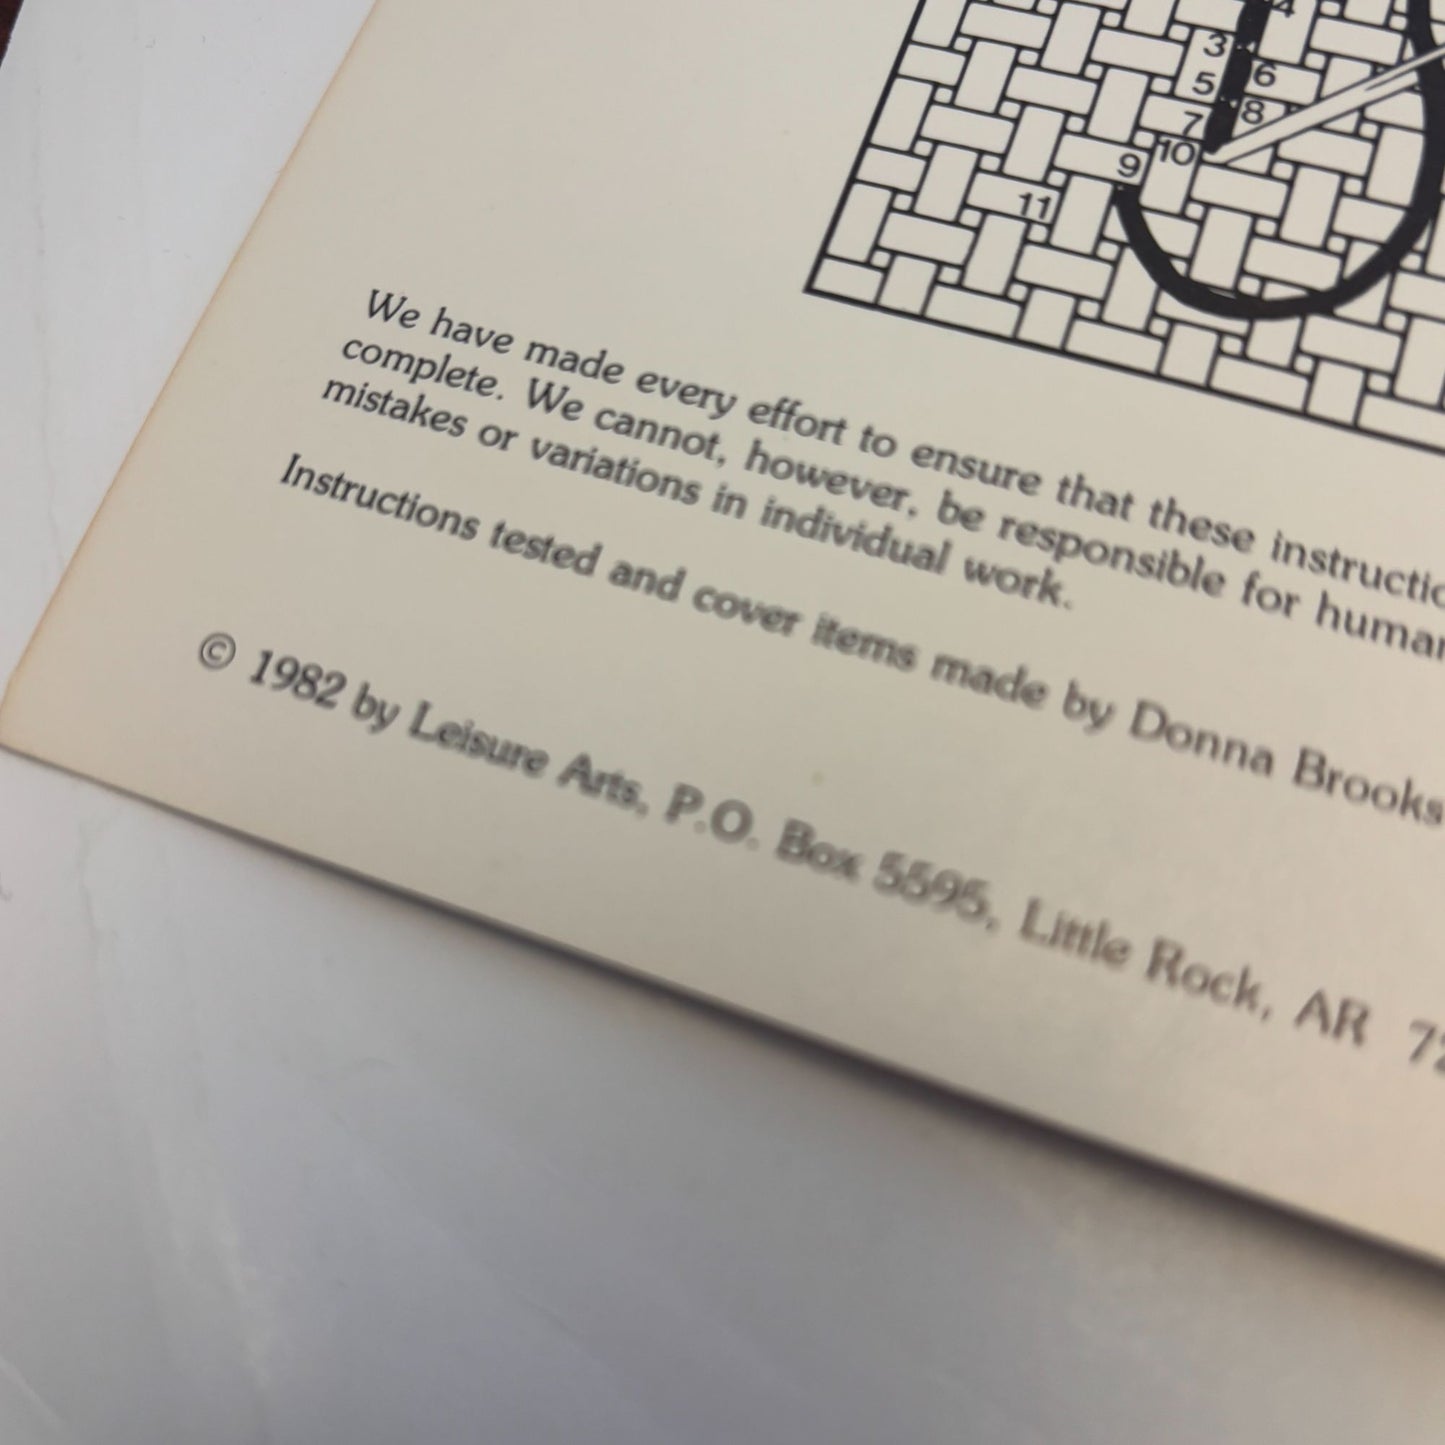 4
3
6
5
8
7
10
9
11
We have made every effort to ensure that these
complete. We cannot, however, be responsible for
mistakes or variations in individual work.
Instructions tested and cover items made by Donna Brooks
© 1982 by Leisure Arts, P.O. Box 5595, Little Rock, AR